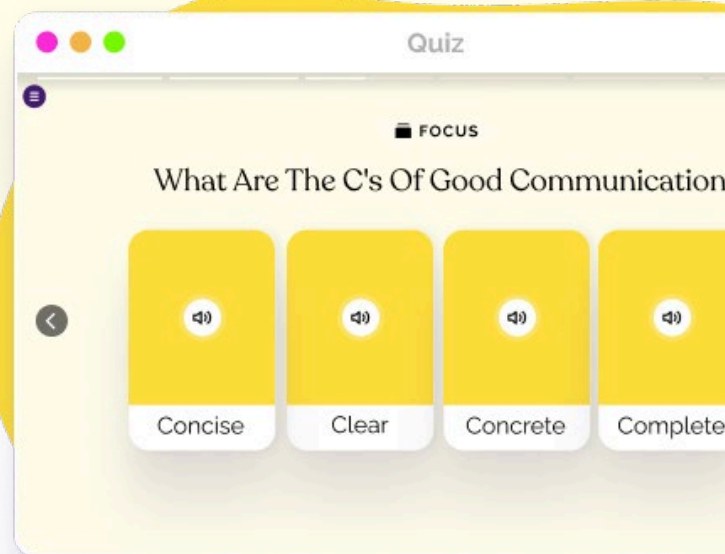 Quiz
FOCUS
What Are The C's Of Good Communication
Concise
Clear
Concrete
Complete